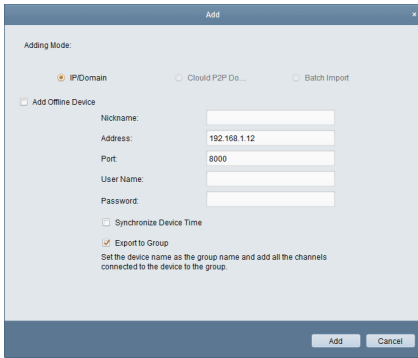 Add
Adding Mode:
IP/Domain
Clould P2P Do...
Batch Import
Add Offline Device
Nickname:
Address: 192.168.1.12
Port: 8000
User Name:
Password:
Synchronize Device Time
Export to Group
Set the device name as the group name and add all the channels
connected to the device to the group.
Add Cancel